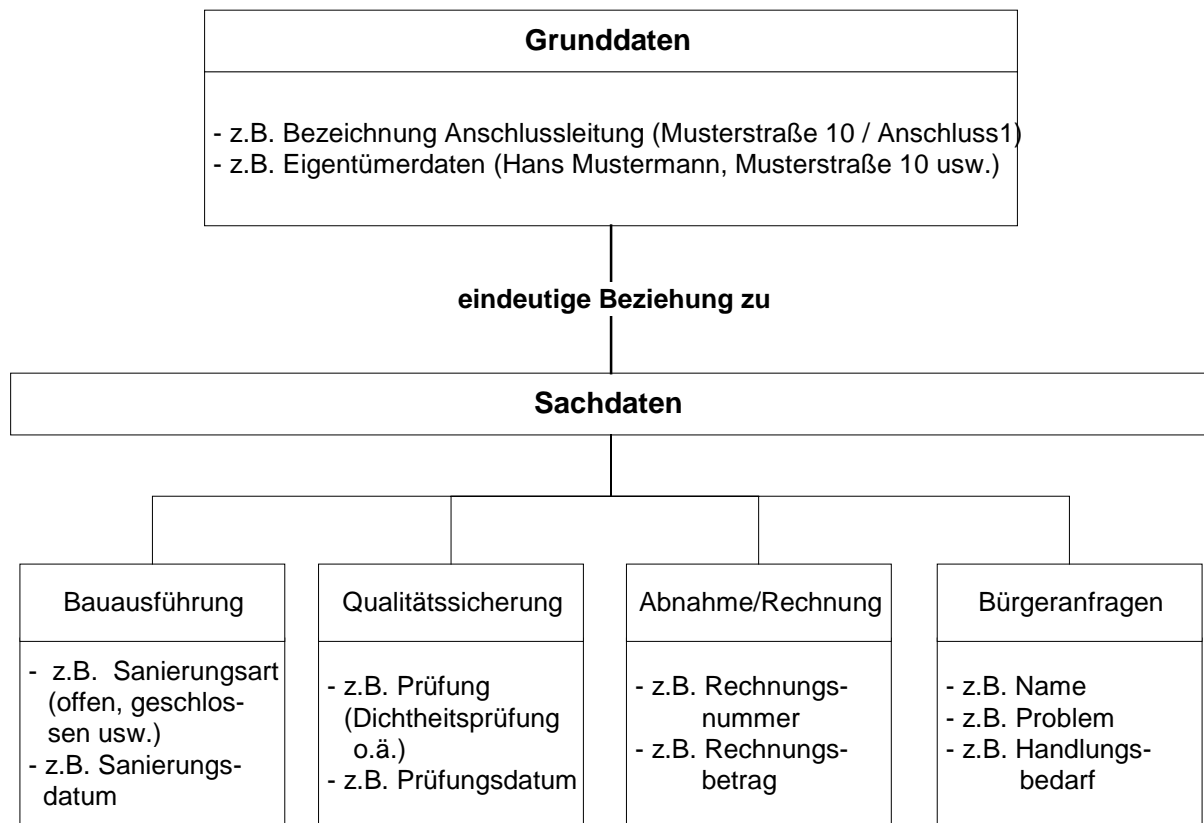 Grunddaten
- z.B. Bezeichnung Anschlussleitung (Musterstraße 10 / Anschluss1)
- z.B. Eigentümerdaten (Hans Mustermann, Musterstraße 10 usw.)
eindeutige Beziehung zu
Sachdaten
Bauausführung
- z.B. Sanierungsart
(offen, geschlos-
sen usw.)
- z.B. Sanierungs-
datum
Qualitätssicherung
- z.B. Prüfung
(Dichtheitsprüfung
o.ä.)
- z.B. Prüfungsdatum
Abnahme/Rechnung
- z.B. Rechnungs-
nummer
- z.B. Rechnungs-
betrag
Bürgeranfragen
- z.B. Name
- z.B. Problem
- z.B. Handlungs-
bedarf